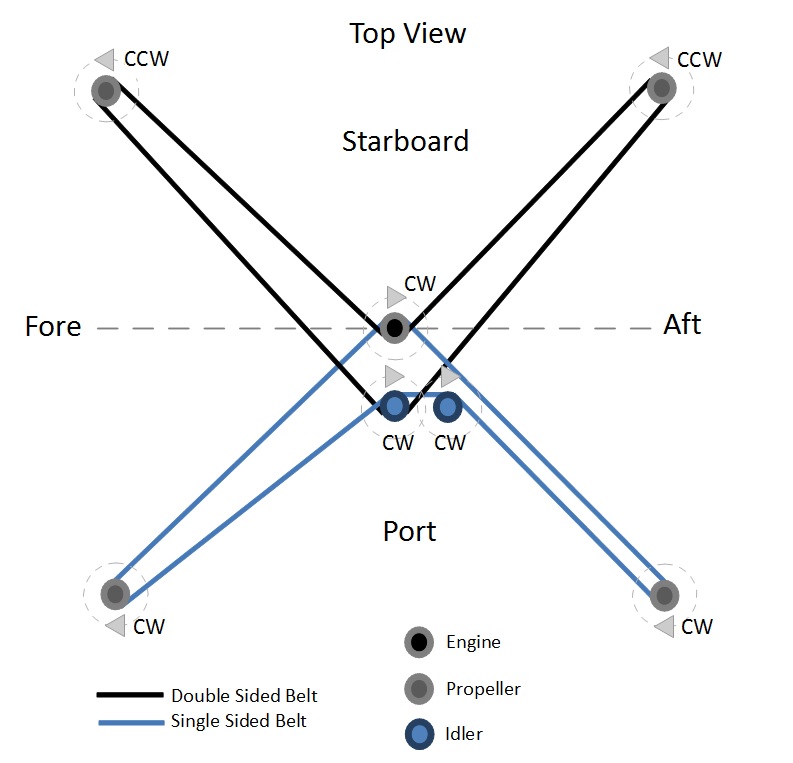 Top View
CCW
CCW
Starboard
CW
Fore
Aft
CW
CW
Port
CW
CW
Engine
Propeller
Idler
Double Sided Belt
Single Sided Belt